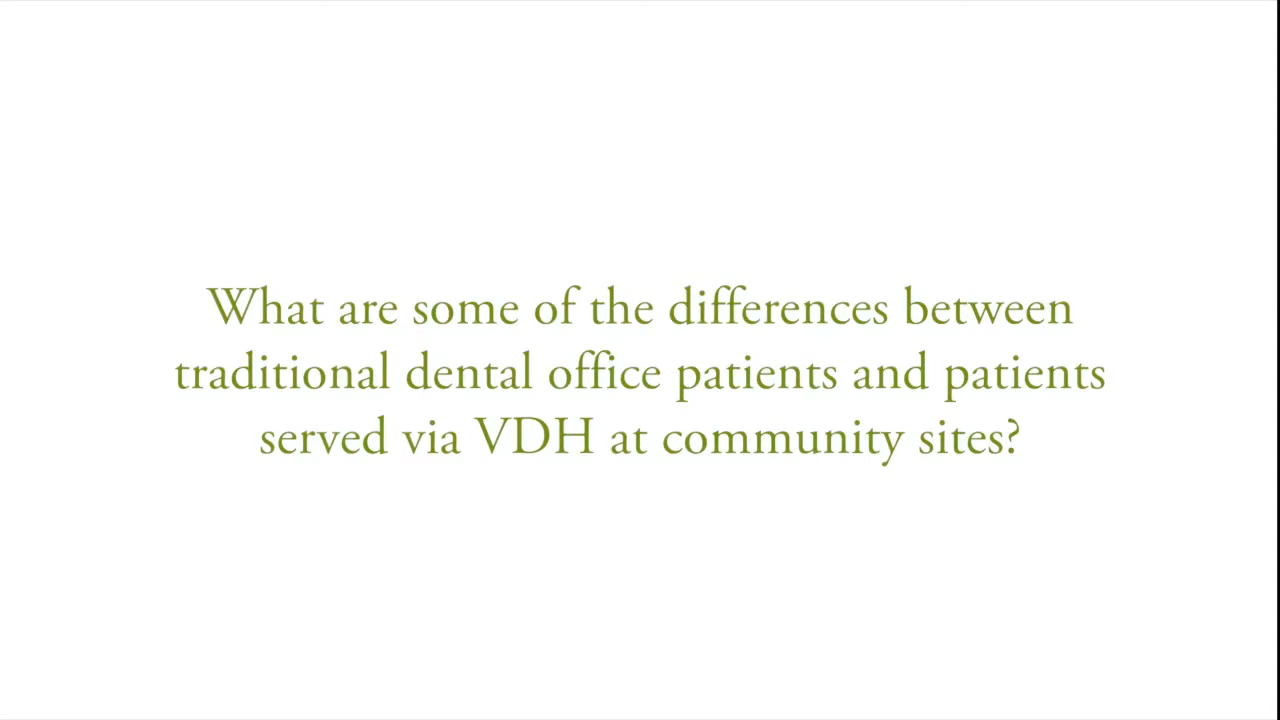 What are some of the differences between
traditional dental office patients and patients
served via VDH at community sites?